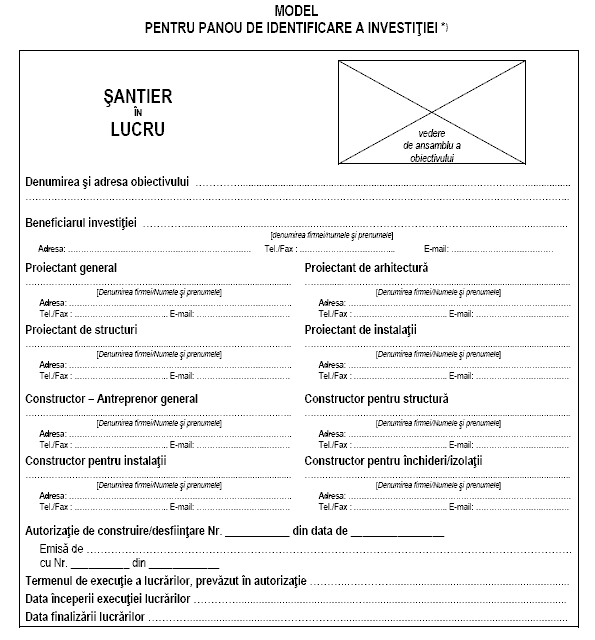 MODEL
PENTRU PANOU DE IDENTIFICARE A INVESTIŢIEI *)
ŞANTIER
ÎN
LUCRU
vedere
de ansamblu a
obiectivului
Denumirea şi adresa obiectivului ........................................................................
................................................................................................................
Beneficiarul investiţiei ........................................................................
[denumirea firmei/numele şi prenumele]
Adresa: ................................ Tel./Fax : ................................ E-mail: ................................
Proiectant general Proiectant de arhitectură
................................................ ................................................
[Denumirea firmei/Numele şi prenumele] [Denumirea firmei/Numele şi prenumele]
Adresa: ................................ Adresa: ................................
Tel./Fax : ................ E-mail: ................ Tel./Fax : ................ E-mail: ................
Proiectant de structuri Proiectant de instalaţii
................................................ ................................................
[Denumirea firmei/Numele şi prenumele] [Denumirea firmei/Numele şi prenumele]
Adresa: ................................ Adresa: ................................
Tel./Fax : ................ E-mail: ................ Tel./Fax : ................ E-mail: ................
Constructor – Antreprenor general Constructor pentru structură
................................................ ................................................
[Denumirea firmei/Numele şi prenumele] [Denumirea firmei/Numele şi prenumele]
Adresa: ................................ Adresa: ................................
Tel./Fax : ................ E-mail: ................ Tel./Fax : ................ E-mail: ................
Constructor pentru instalaţii Constructor pentru închideri/izolaţii
................................................ ................................................
[Denumirea firmei/Numele şi prenumele] [Denumirea firmei/Numele şi prenumele]
Adresa: ................................ Adresa: ................................
Tel./Fax : ................ E-mail: ................ Tel./Fax : ................ E-mail: ................
Autorizaţie de construire/desfiinţare Nr. ___________ din data de ________________
Emisă de ........................................................................
cu Nr. __________ din ____________
Termenul de execuţie a lucrărilor, prevăzut în autorizaţie ................................................
Data începerii execuţiei lucrărilor ........................................................................
Data finalizării lucrărilor ........................................................................